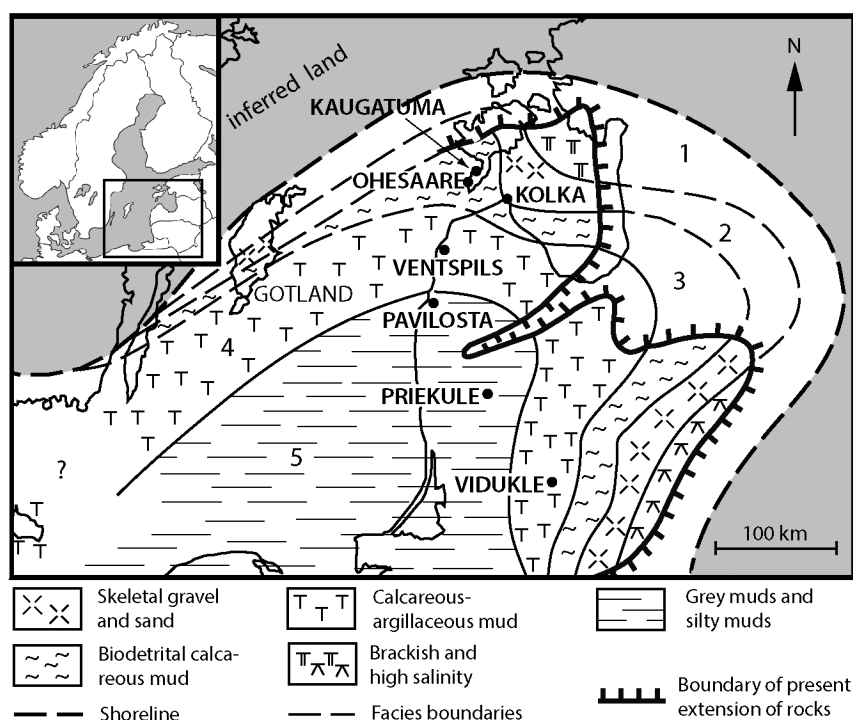 inferred land
N
KAUGATUMA
1
OHESAARE
KOLKA
2
VENTSPILS
3
GOTLAND
PAVILOSTA
4
PRIEKULE
5
?
VIDUKLE
100 km
Skeletal gravel
and sand
Calcareous-
argillaceous mud
Grey muds and
silty muds
Biodetrital calca-
reous mud
Brackish and
high salinity
Boundary of present
extension of rocks
Shoreline
Facies boundaries